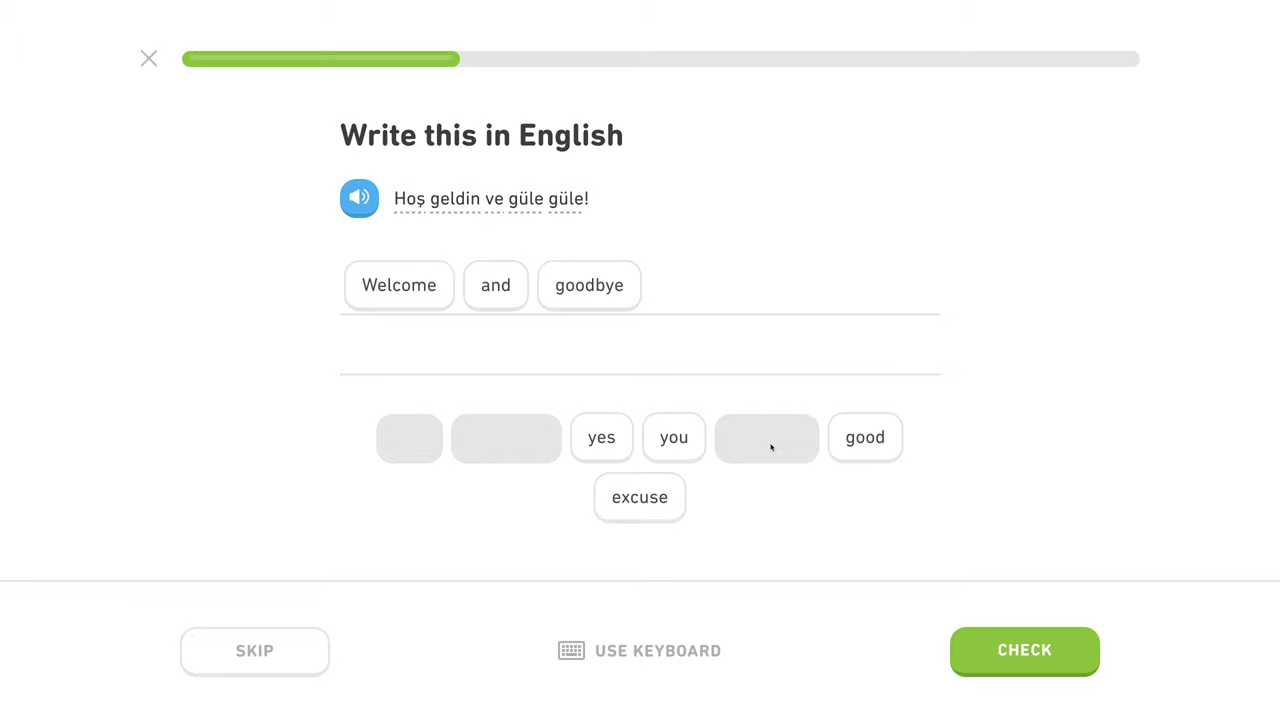 Write this in English
Hoş geldin ve güle güle!
Welcome and goodbye
yes you good
excuse
SKIP USE KEYBOARD CHECK